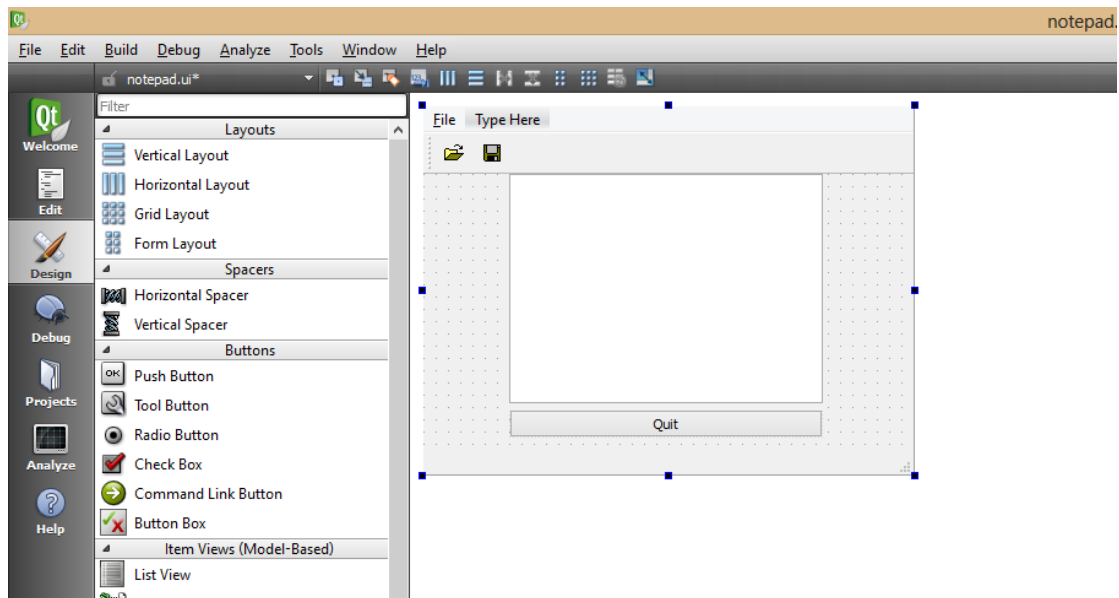 Qt
notepad.
File Edit Build Debug Analyze Tools Window Help
notepad.ui*
Qt
Welcome
Edit
Design
Debug
Projects
Analyze
Help
Filter
Layouts
Vertical Layout
Horizontal Layout
Grid Layout
Form Layout
Spacers
Horizontal Spacer
Vertical Spacer
Buttons
OK Push Button
Tool Button
Radio Button
Check Box
Command Link Button
Button Box
Item Views (Model-Based)
List View
File Type Here
Quit